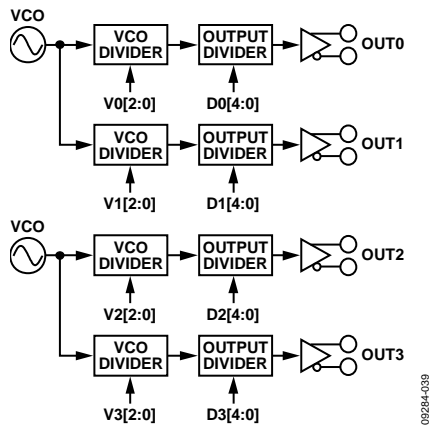 VCO
VCO
DIVIDER
OUTPUT
DIVIDER
OUT0
V0[2:0]
D0[4:0]
VCO
DIVIDER
OUTPUT
DIVIDER
OUT1
V1[2:0]
D1[4:0]
VCO
VCO
DIVIDER
OUTPUT
DIVIDER
OUT2
V2[2:0]
D2[4:0]
VCO
DIVIDER
OUTPUT
DIVIDER
OUT3
V3[2:0]
D3[4:0]
09284-039